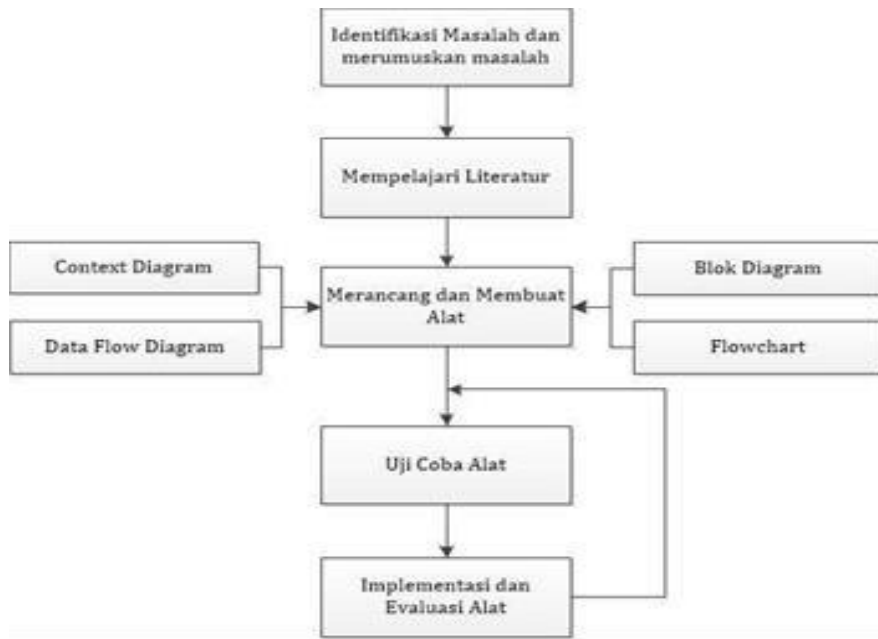 Identifikasi Masalah dan
merumuskan masalah
Mempelajari Literatur
Context Diagram
Data Flow Diagram
Merancang dan Membuat
Alat
Blok Diagram
Flowchart
Uji Coba Alat
Implementasi dan
Evaluasi Alat